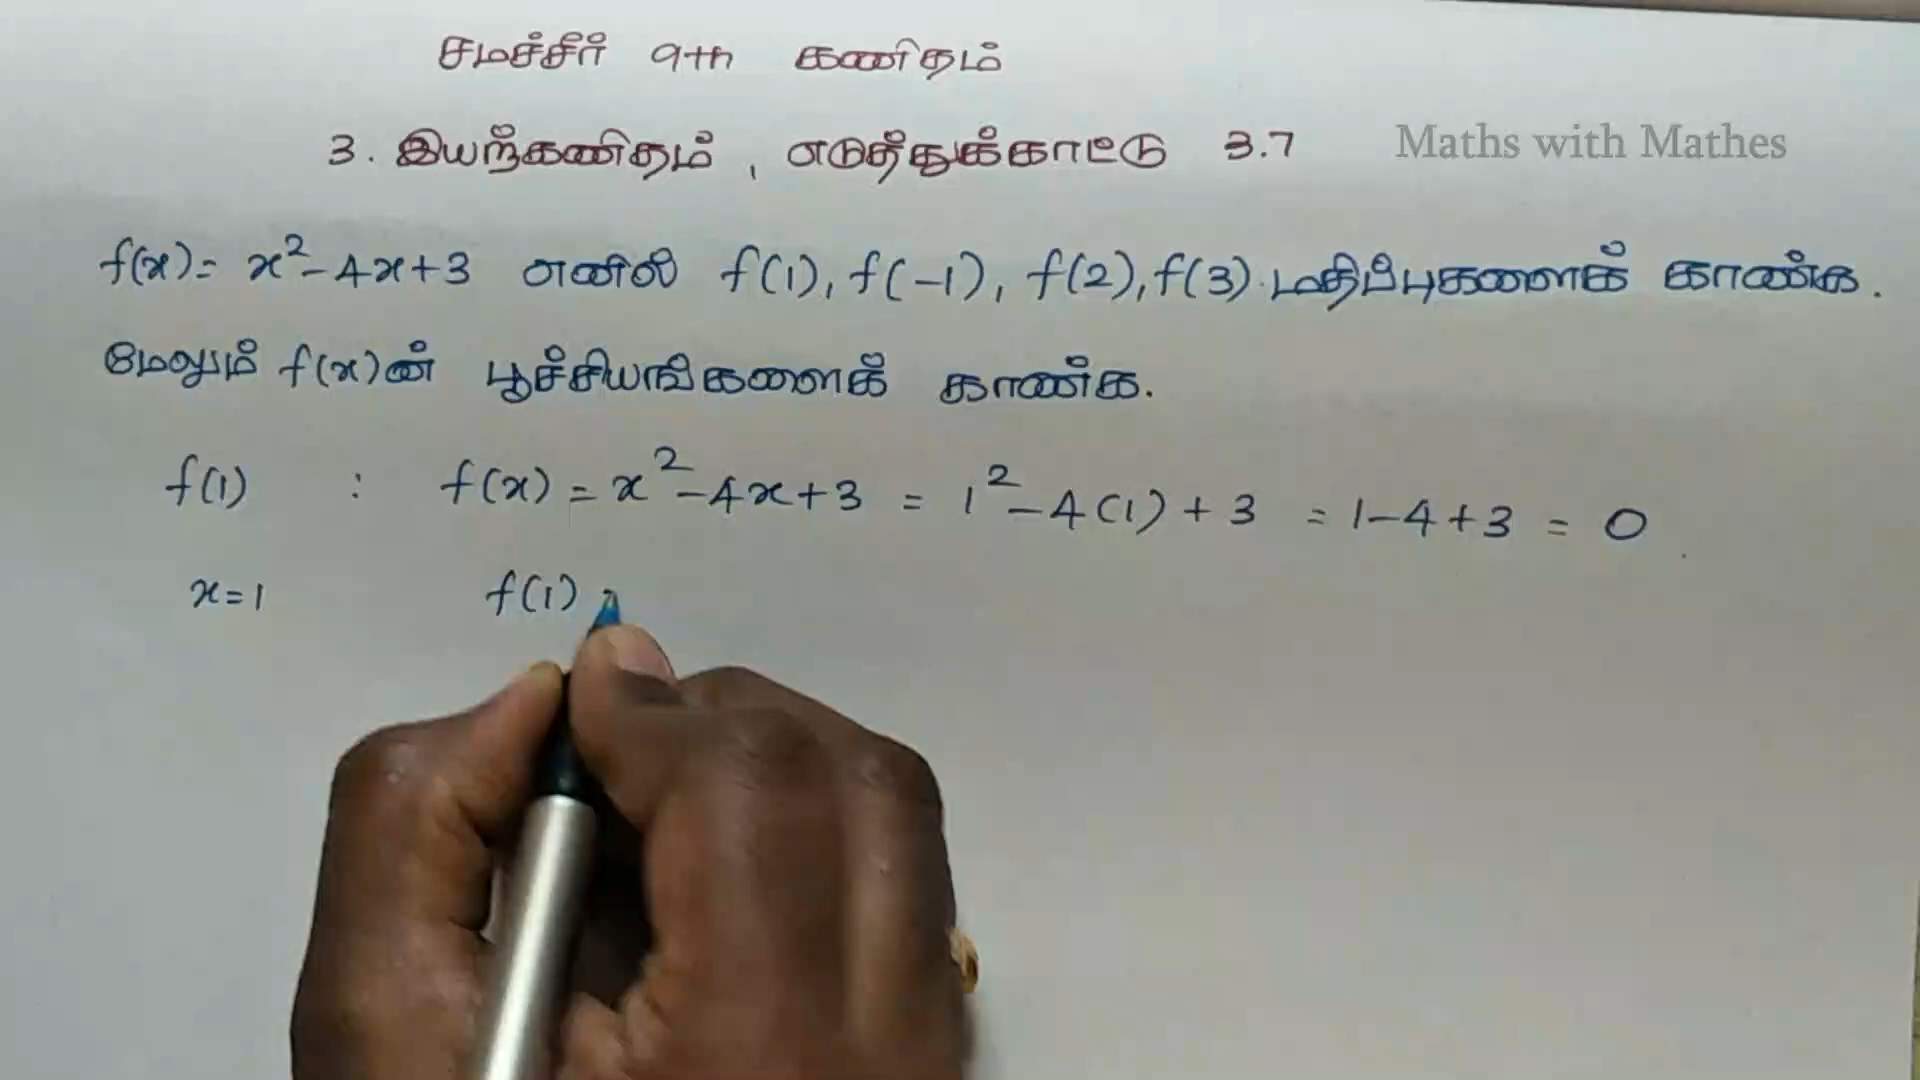 சமச்சீர் 9th கணிதம்
3. இயற்கணிதம் , எடுத்துக்காட்டு 3.7
Maths with Mathes
f(x) = x² - 4x + 3 எனில் f(1), f(-1), f(2), f(3). மதிப்புகளைக் காண்க.
மேலும் f(x)ன் பூச்சியங்களைக் காண்க.
f(1) : f(x) = x² - 4x + 3 = 1² - 4(1) + 3 = 1 - 4 + 3 = 0
x = 1 f(1) =